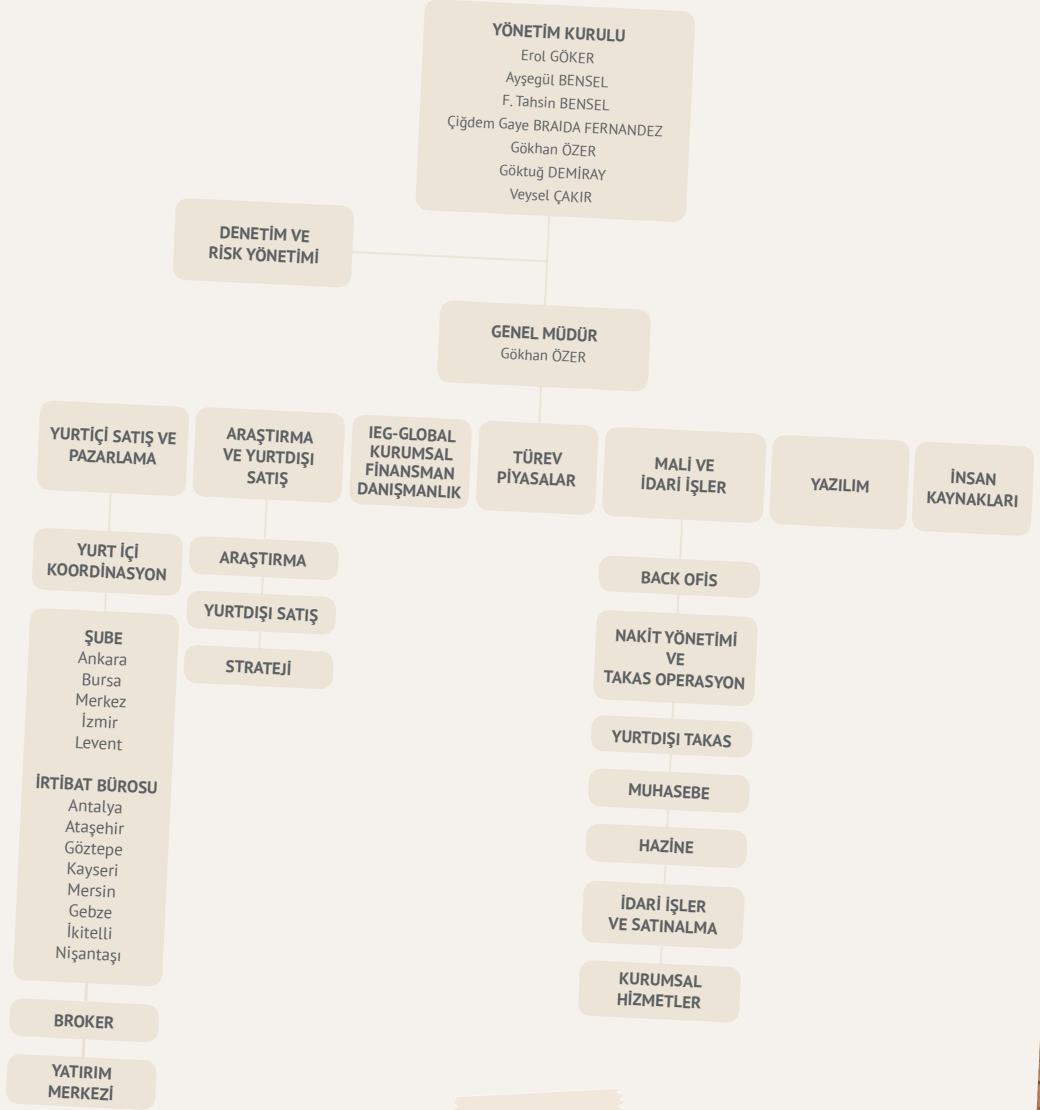 YÖNETİM KURULU
Erol GÖKER
Ayşegül BENSEL
F. Tahsin BENSEL
Çiğdem Gaye BRAIDA FERNANDEZ
Gökhan ÖZER
Göktuğ DEMİRAY
Veysel ÇAKIR
DENETİM VE
RİSK YÖNETİMİ
GENEL MÜDÜR
Gökhan ÖZER
YURTİÇİ SATIŞ VE
PAZARLAMA
YURT İÇİ
KOORDİNASYON
ŞUBE
Ankara
Bursa
Merkez
İzmir
Levent
İRTİBAT BÜROSU
Antalya
Ataşehir
Göztepe
Kayseri
Mersin
Gebze
İkitelli
Nişantaşı
BROKER
YATIRIM
MERKEZİ
ARAŞTIRMA
VE YURTDIŞI
SATIŞ
ARAŞTIRMA
YURTDIŞI SATIŞ
STRATEJİ
IEG-GLOBAL
KURUMSAL
FİNANSMAN
DANIŞMANLIK
TÜREV
PİYASALAR
MALİ VE
İDARİ İŞLER
BACK OFİS
NAKİT YÖNETİMİ
VE
TAKAS OPERASYON
YURTDIŞI TAKAS
MUHASEBE
HAZİNE
İDARİ İŞLER
VE SATINALMA
KURUMSAL
HİZMETLER
YAZILIM
İNSAN
KAYNAKLARI